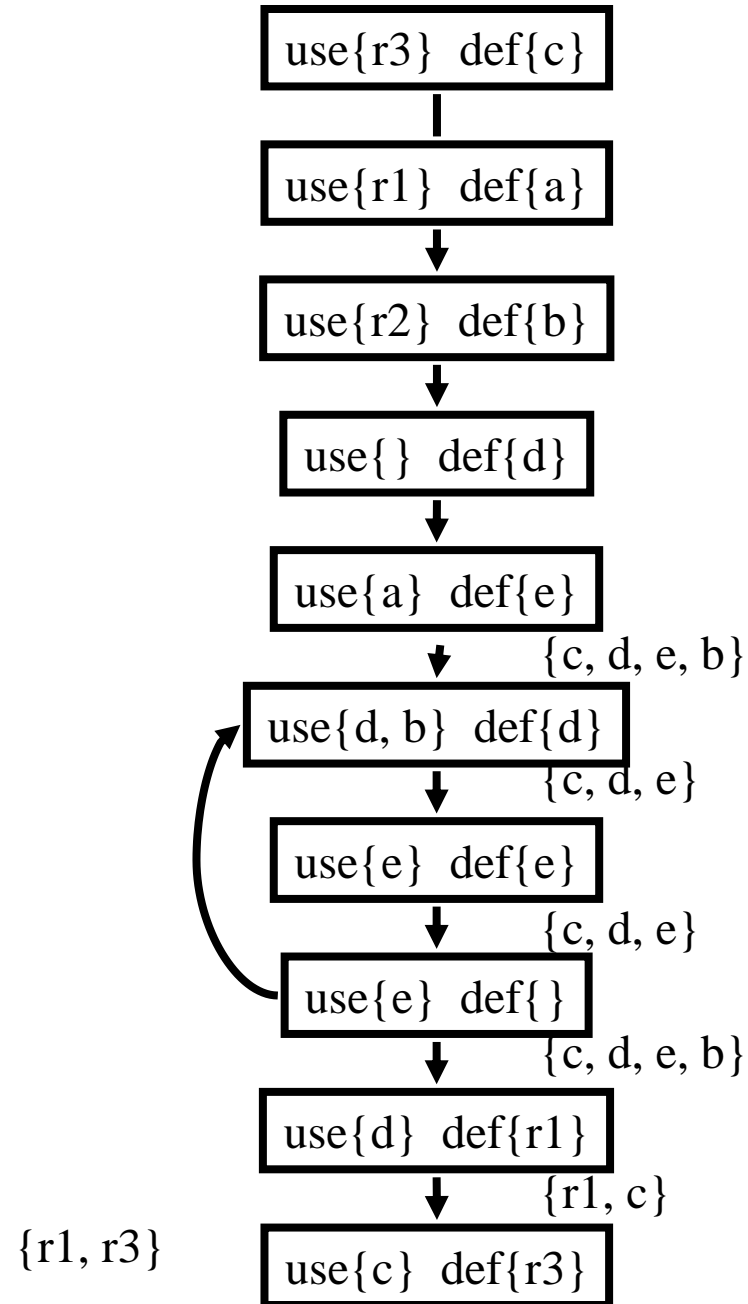 use{r3} def{c}
use{r1} def{a}
use{r2} def{b}
use{} def{d}
use{a} def{e}
{c, d, e, b}
use{d, b} def{d}
{c, d, e}
use{e} def{e}
{c, d, e}
use{e} def{}
{c, d, e, b}
use{d} def{r1}
{r1, c}
{r1, r3}
use{c} def{r3}